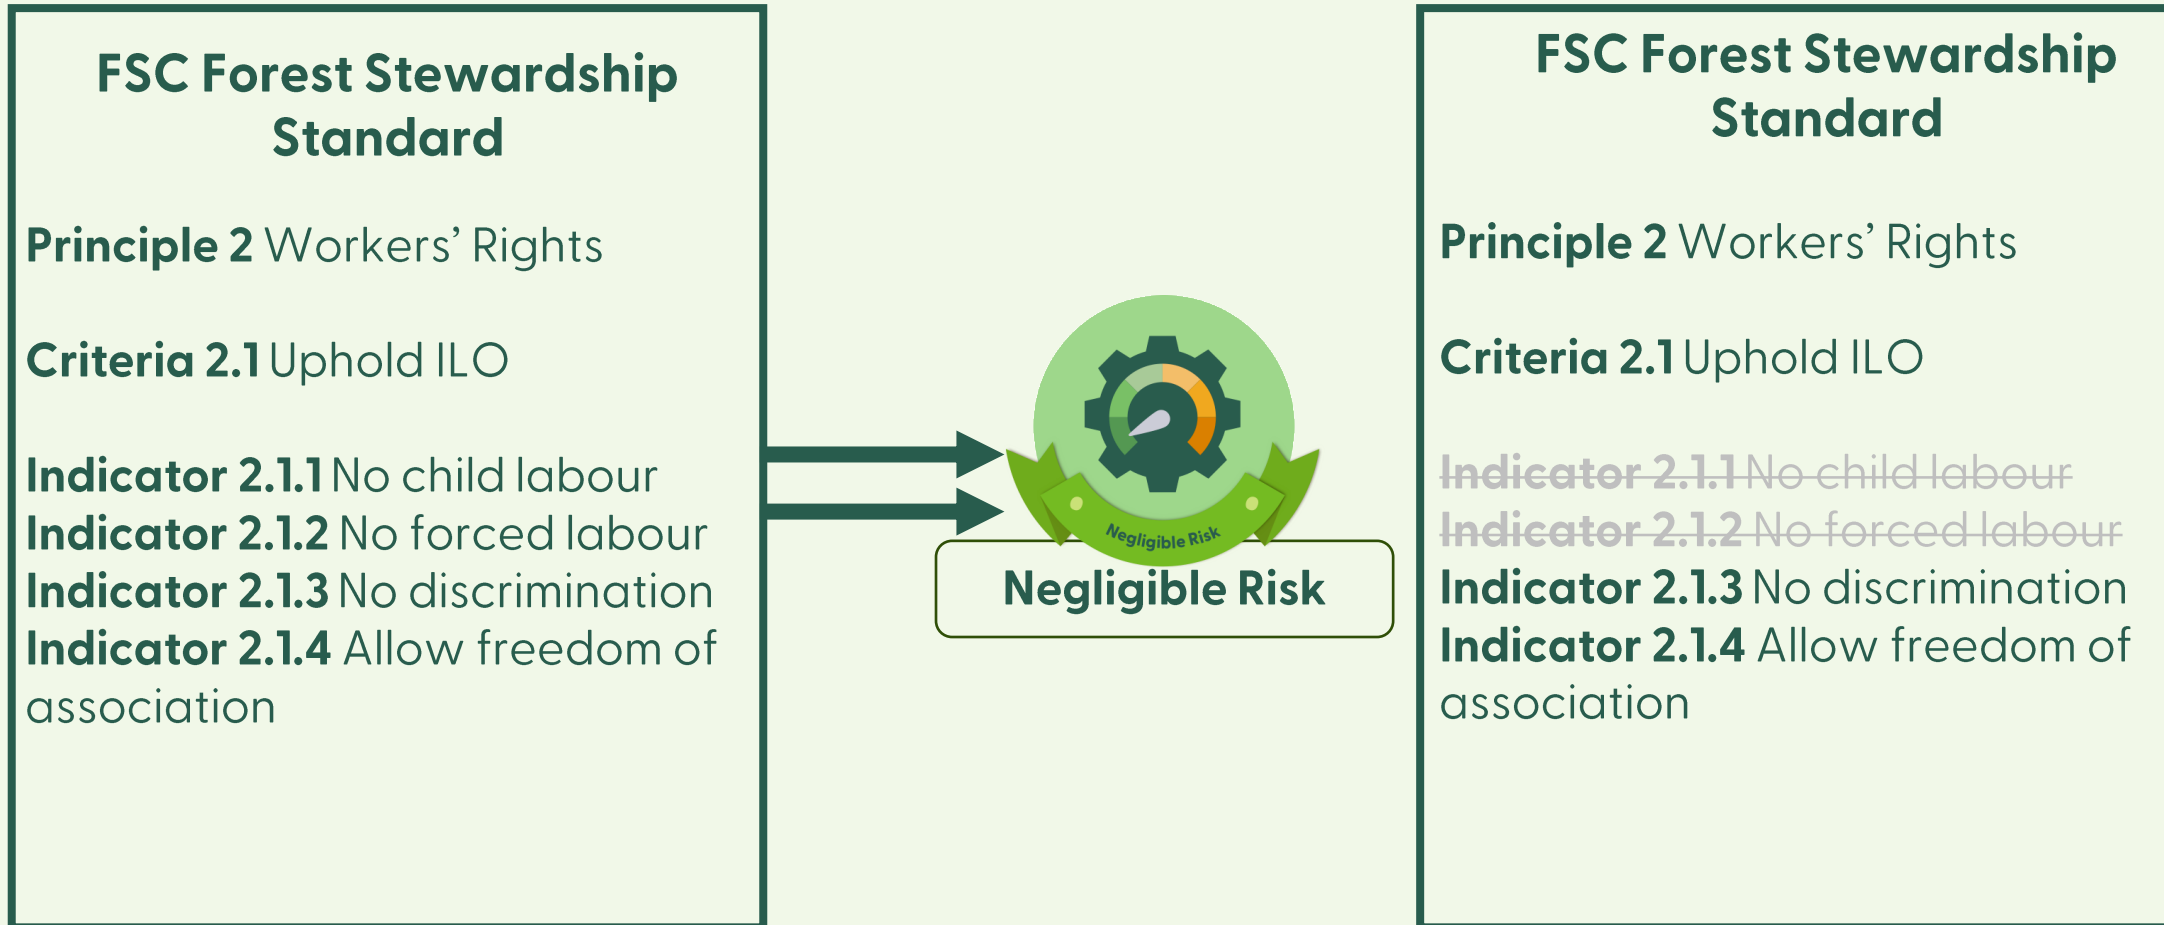 FSC Forest Stewardship
Standard
Principle 2 Workers’ Rights
Criteria 2.1 Uphold ILO
Indicator 2.1.1 No child labour
Indicator 2.1.2 No forced labour
Indicator 2.1.3 No discrimination
Indicator 2.1.4 Allow freedom of
association
Negligible Risk
Negligible Risk
FSC Forest Stewardship
Standard
Principle 2 Workers’ Rights
Criteria 2.1 Uphold ILO
Indicator 2.1.1 No child labour
Indicator 2.1.2 No forced labour
Indicator 2.1.3 No discrimination
Indicator 2.1.4 Allow freedom of
association